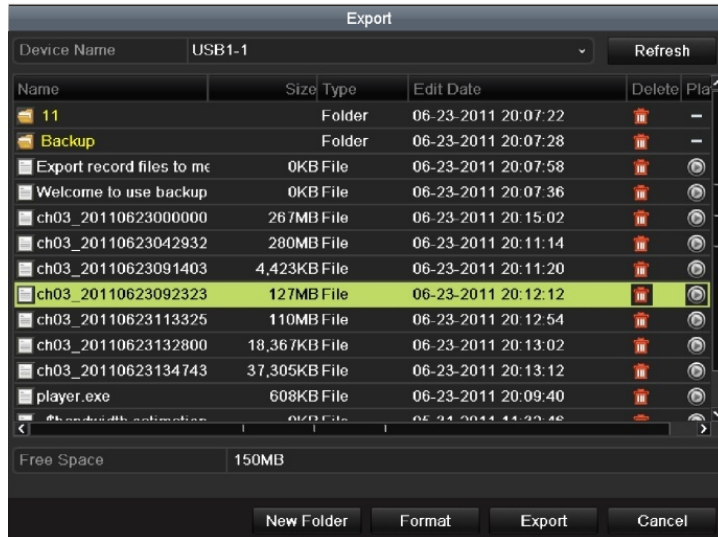 Export
Device Name USB1-1 Refresh
Name Size Type Edit Date Delete Pla
11 Folder 06-23-2011 20:07:22 –
Backup Folder 06-23-2011 20:07:28 –
Export record files to me 0KB File 06-23-2011 20:07:58
Welcome to use backup 0KB File 06-23-2011 20:07:36
ch03_20110623000000 267MB File 06-23-2011 20:15:02
ch03_20110623042932 280MB File 06-23-2011 20:11:14
ch03_20110623091403 4,423KB File 06-23-2011 20:11:20
ch03_20110623092323 127MB File 06-23-2011 20:12:12
ch03_20110623113325 110MB File 06-23-2011 20:12:54
ch03_20110623132800 18,367KB File 06-23-2011 20:13:02
ch03_20110623134743 37,305KB File 06-23-2011 20:13:12
player.exe 608KB File 06-23-2011 20:09:40
Free Space 150MB
New Folder Format Export Cancel